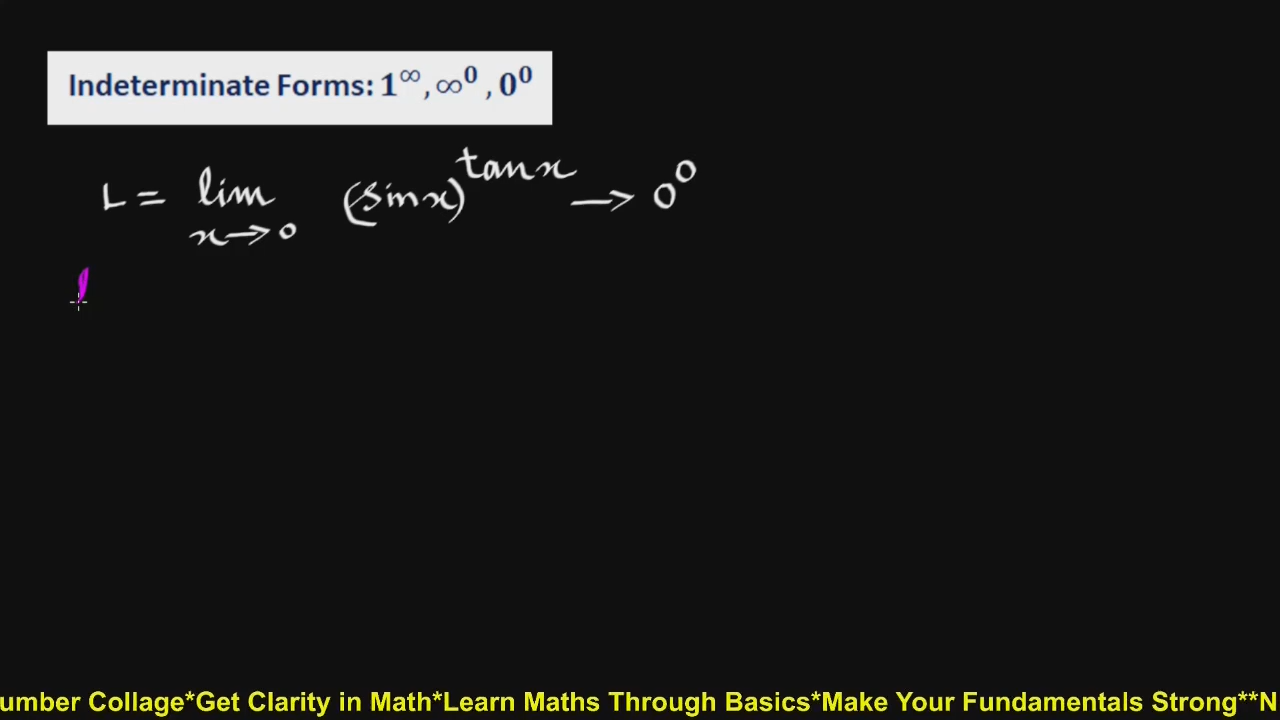 Indeterminate Forms: 1^∞, ∞^0, 0^0
L = lim (sin x)^tan x → 0^0
x → 0
umber Collage*Get Clarity in Math*Learn Maths Through Basics*Make Your Fundamentals Strong**N